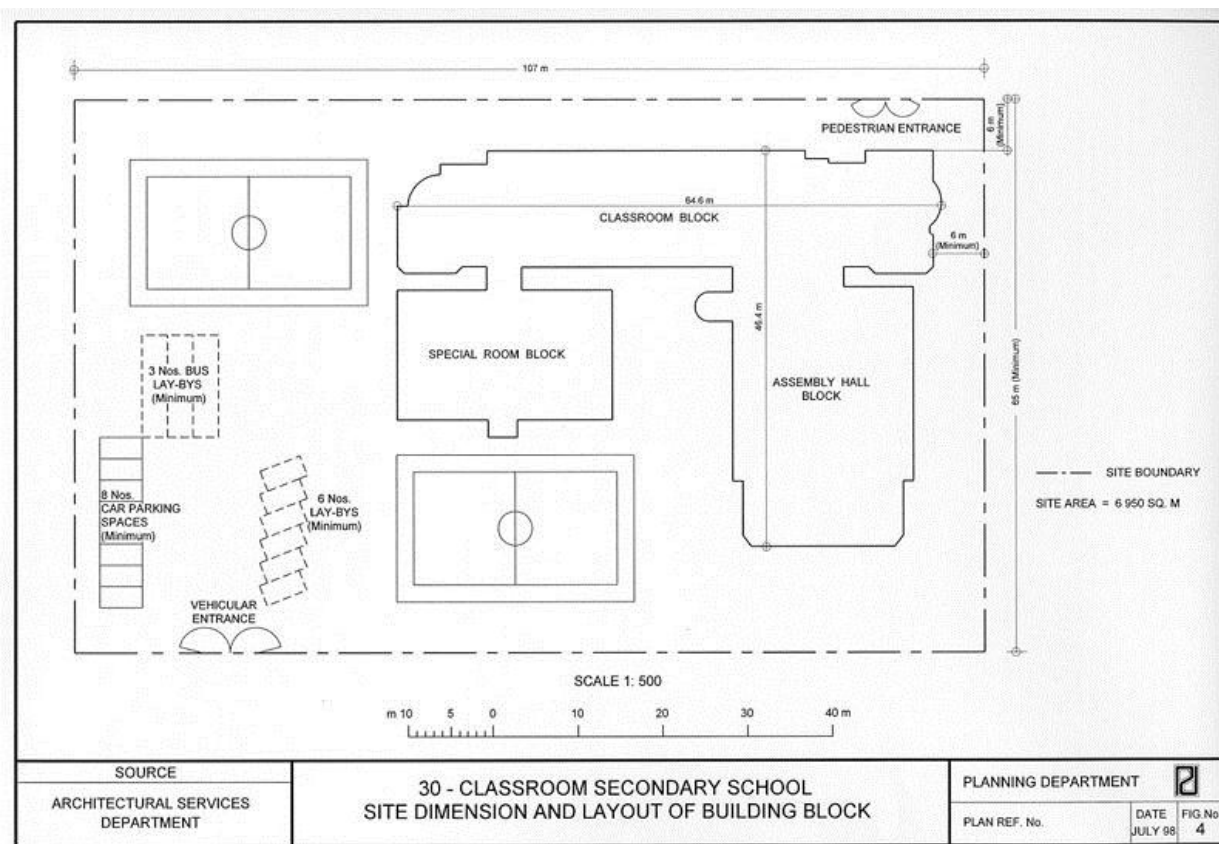 107 m
PEDESTRIAN ENTRANCE
6 m
(Minimum)
64.6 m
CLASSROOM BLOCK
6 m
(Minimum)
46.4 m
65 m (Minimum)
SPECIAL ROOM BLOCK
3 Nos. BUS
LAY-BYS
(Minimum)
ASSEMBLY HALL
BLOCK
SITE BOUNDARY
SITE AREA = 6 950 SQ. M
8 Nos.
CAR PARKING
SPACES
(Minimum)
6 Nos.
LAY-BYS
(Minimum)
VEHICULAR
ENTRANCE
SCALE 1: 500
m 10 5 0 10 20 30 40 m
SOURCE
ARCHITECTURAL SERVICES
DEPARTMENT
30 - CLASSROOM SECONDARY SCHOOL
SITE DIMENSION AND LAYOUT OF BUILDING BLOCK
PLANNING DEPARTMENT
PLAN REF. No.
DATE
JULY 98
FIG.No
4